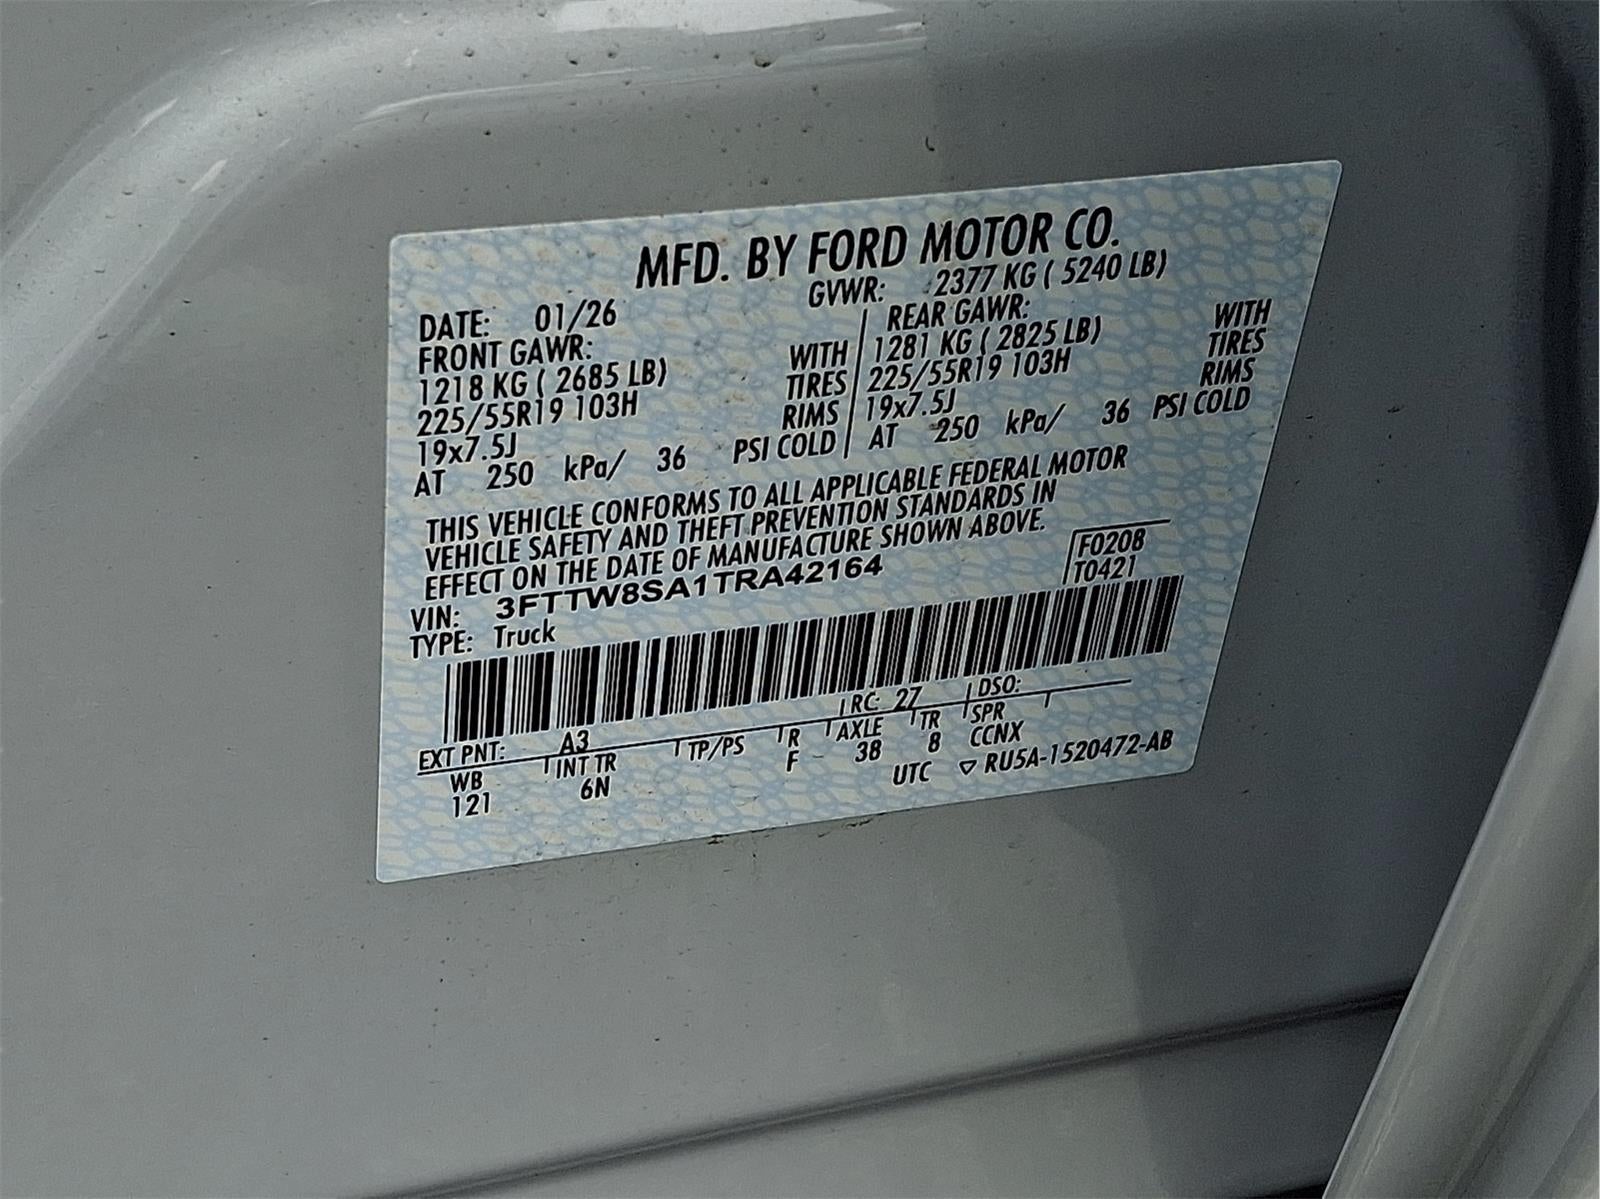 MFD. BY FORD MOTOR CO.
DATE: 01/26 GVWR: 2377 KG ( 5240 LB)
FRONT GAWR: REAR GAWR:
1218 KG ( 2685 LB) WITH 1281 KG ( 2825 LB) WITH
225/55R19 103H TIRES 225/55R19 103H TIRES
19x7.5J RIMS 19x7.5J RIMS
AT 250 kPa/ 36 PSI COLD AT 250 kPa/ 36 PSI COLD
THIS VEHICLE CONFORMS TO ALL APPLICABLE FEDERAL MOTOR
VEHICLE SAFETY AND THEFT PREVENTION STANDARDS IN
EFFECT ON THE DATE OF MANUFACTURE SHOWN ABOVE.
VIN: 3FTTW8SA1TRA42164 F0208
TYPE: Truck T0421
EXT PNT: A3 RC: 27 DSO:
WB INT TR TP/PS R AXLE TR SPR
121 6N F 38 8 CCNX
UTC ▽ RU5A-1520472-AB